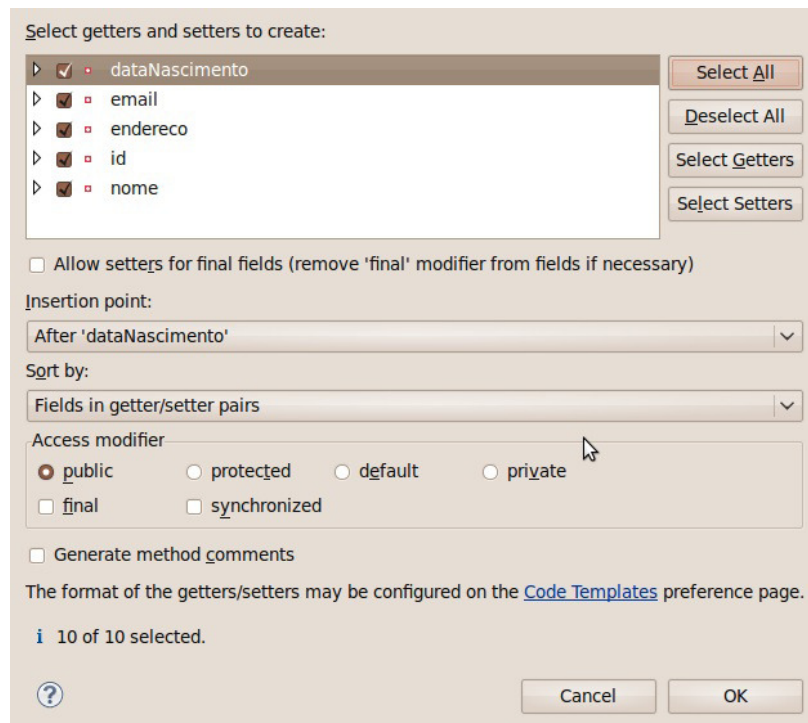 Select getters and setters to create:
dataNascimento
email
endereco
id
nome
Select All
Deselect All
Select Getters
Select Setters
Allow setters for final fields (remove 'final' modifier from fields if necessary)
Insertion point:
After 'dataNascimento'
Sort by:
Fields in getter/setter pairs
Access modifier
public protected default private
final synchronized
Generate method comments
The format of the getters/setters may be configured on the Code Templates preference page.
i 10 of 10 selected.
? Cancel OK